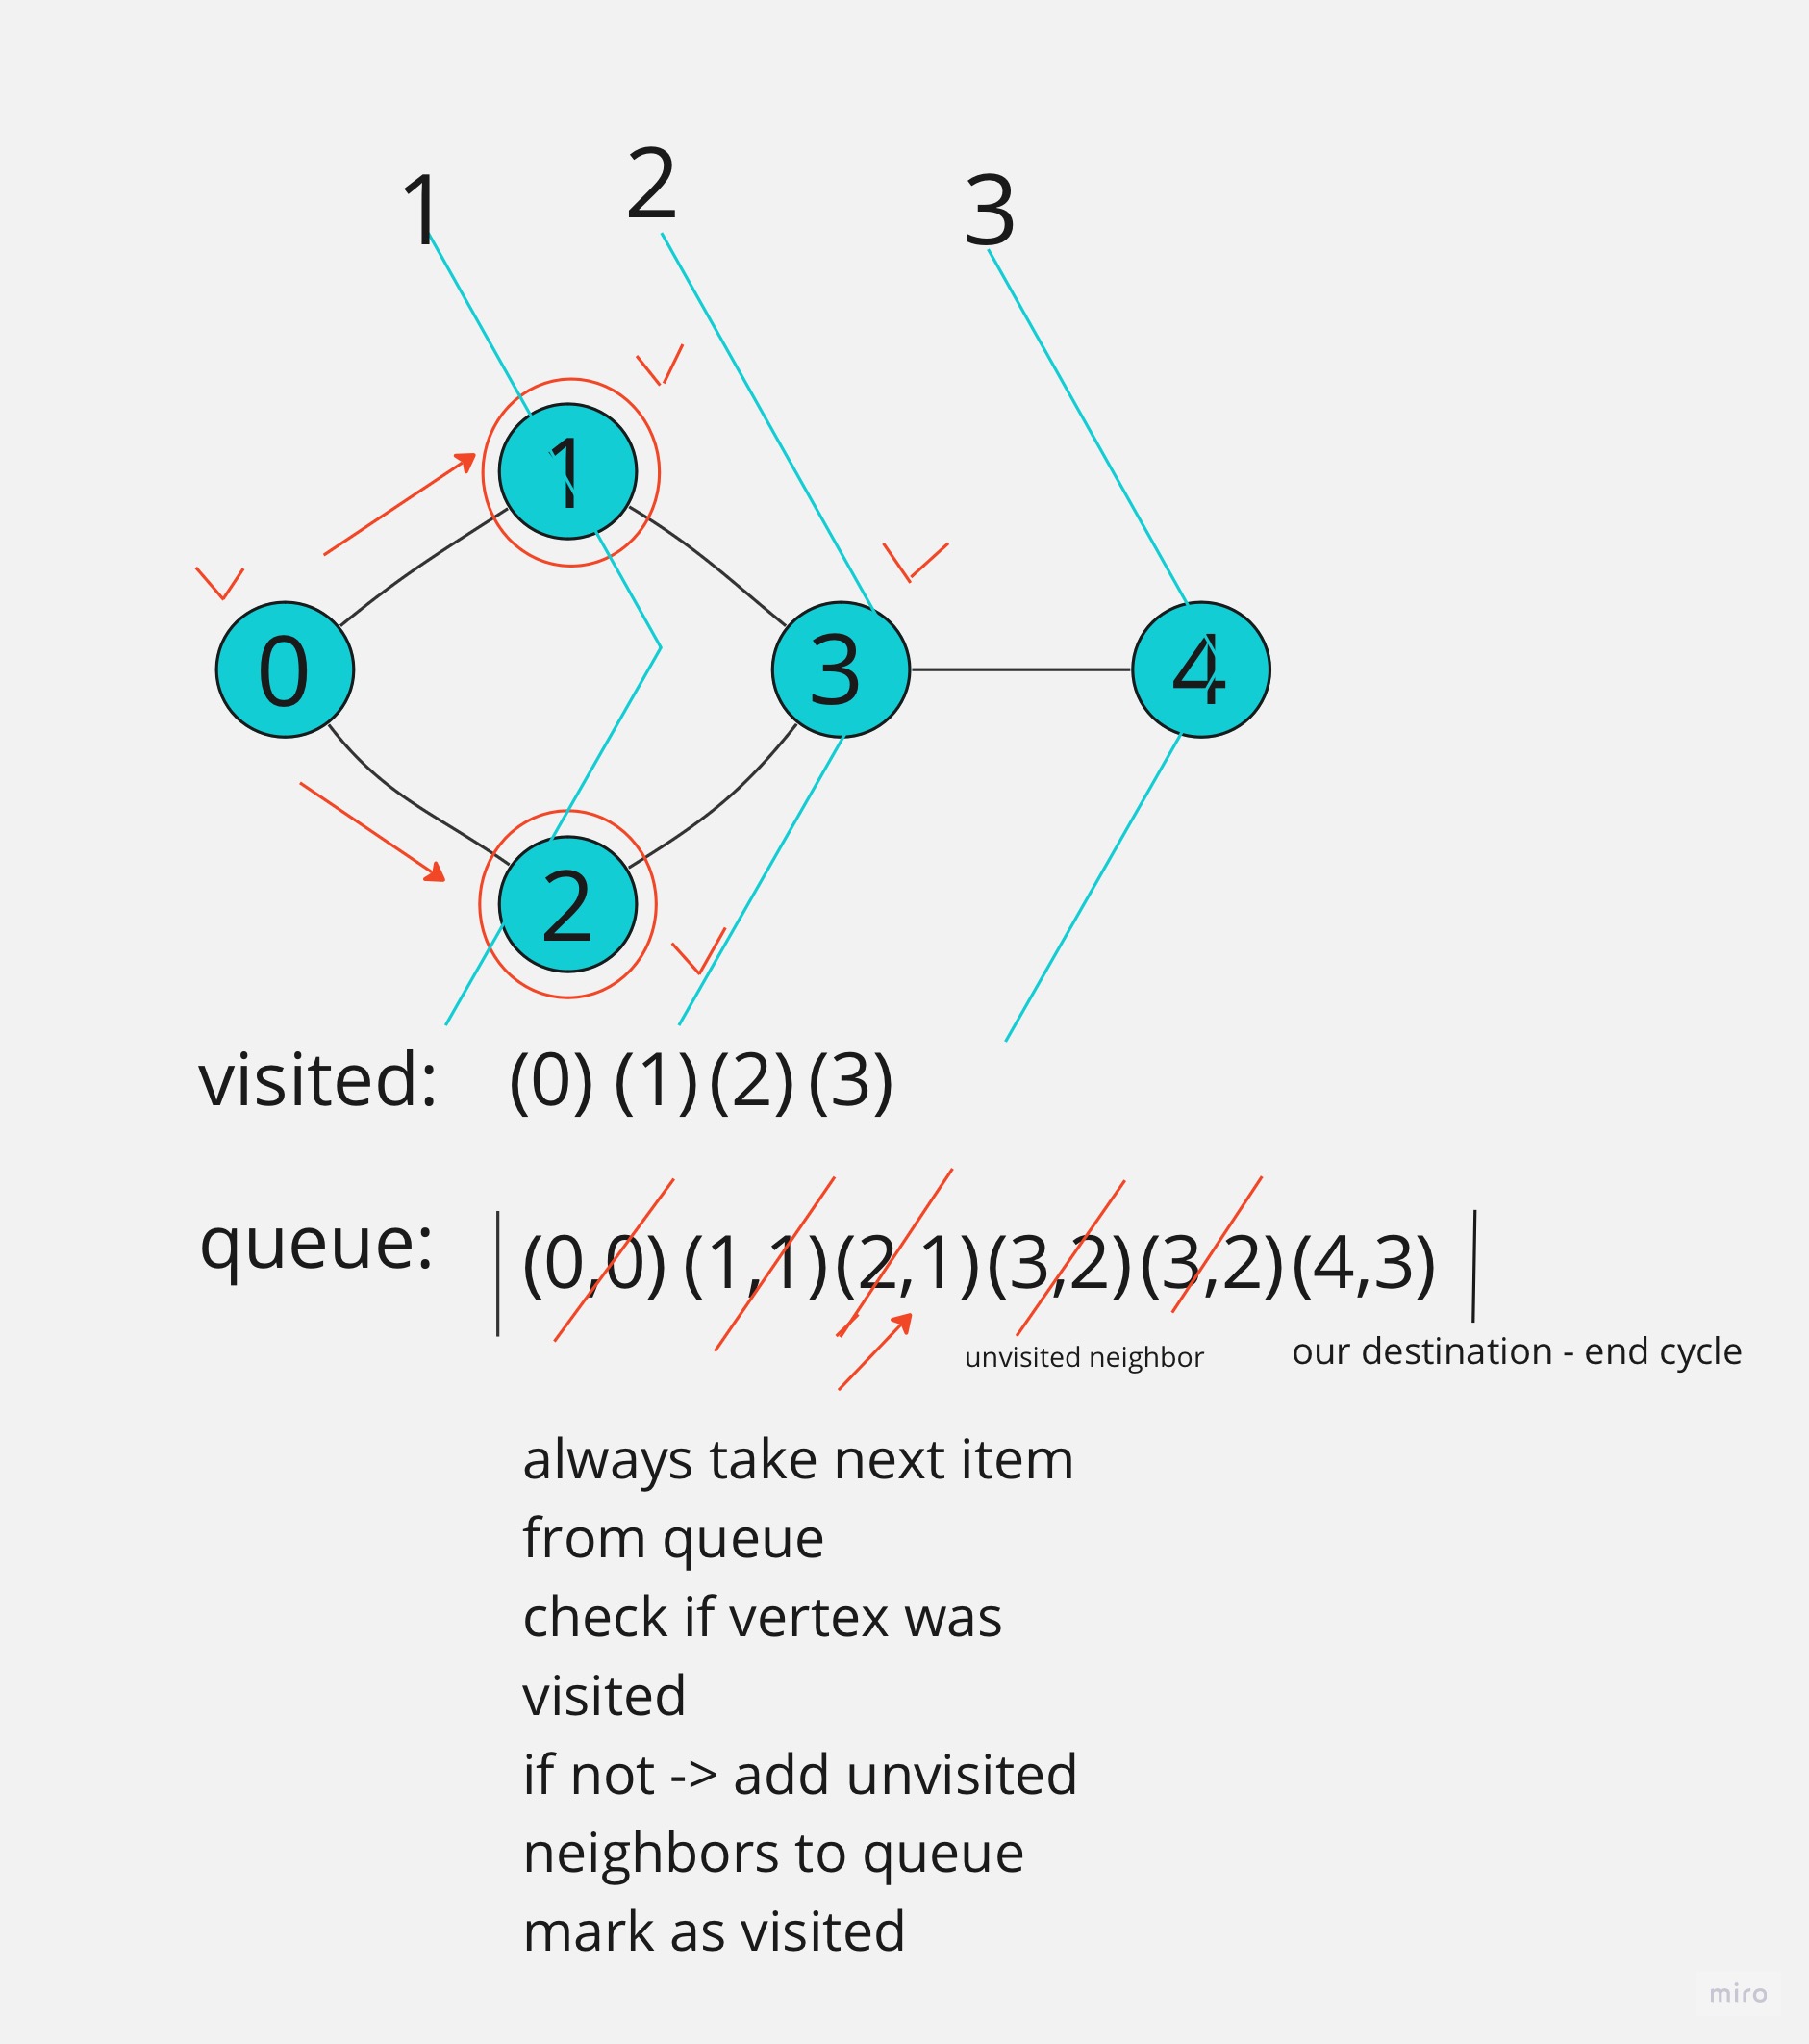 1
2
3
1
0
3
4
2
visited: (0) (1) (2) (3)
queue: (0,0) (1,1) (2,1) (3,2) (3,2) (4,3)
unvisited neighbor
our destination - end cycle
always take next item
from queue
check if vertex was
visited
if not -> add unvisited
neighbors to queue
mark as visited
miro